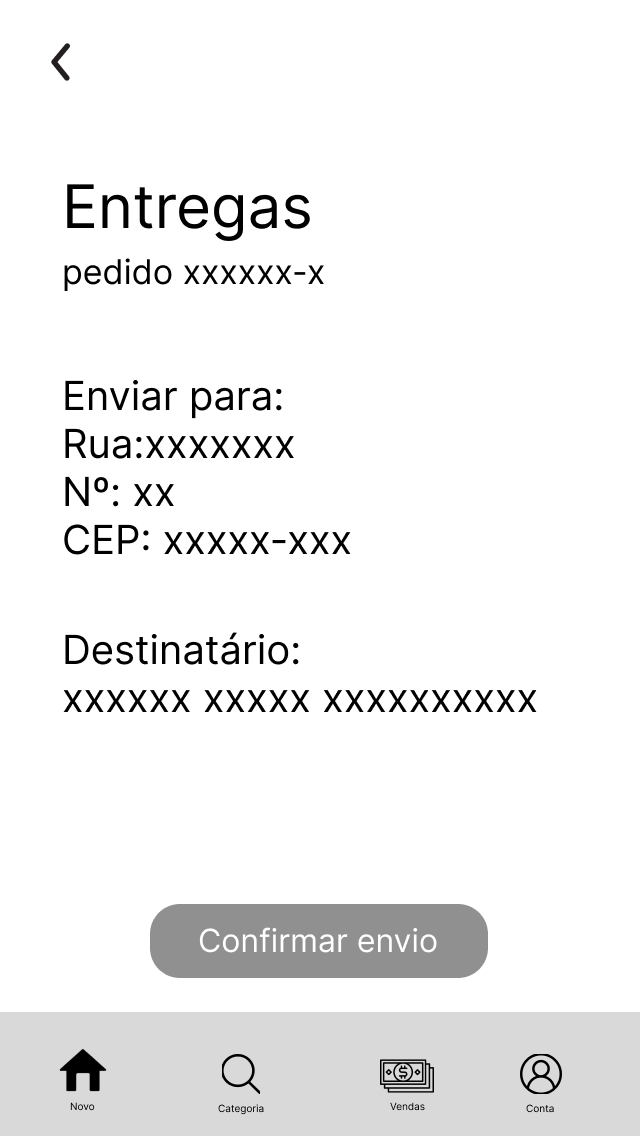 Entregas
pedido xxxxxx-x
Enviar para:
Rua:xxxxxxx
Nº: xx
CEP: xxxxx-xxx
Destinatário:
xxxxxx xxxxx xxxxxxxxxx
Confirmar envio
Novo
Categoria
Vendas
Conta